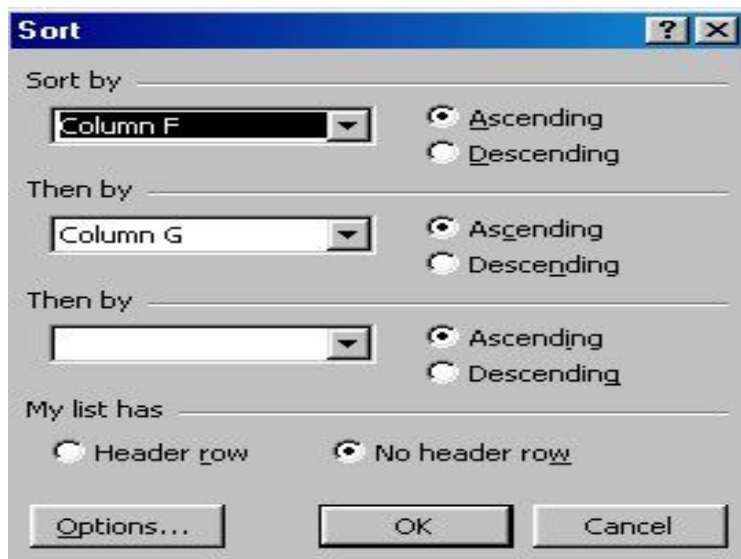 Sort
Sort by
Column F
Ascending
Descending
Then by
Column G
Ascending
Descending
Then by
Ascending
Descending
My list has
Header row
No header row
Options...
OK
Cancel